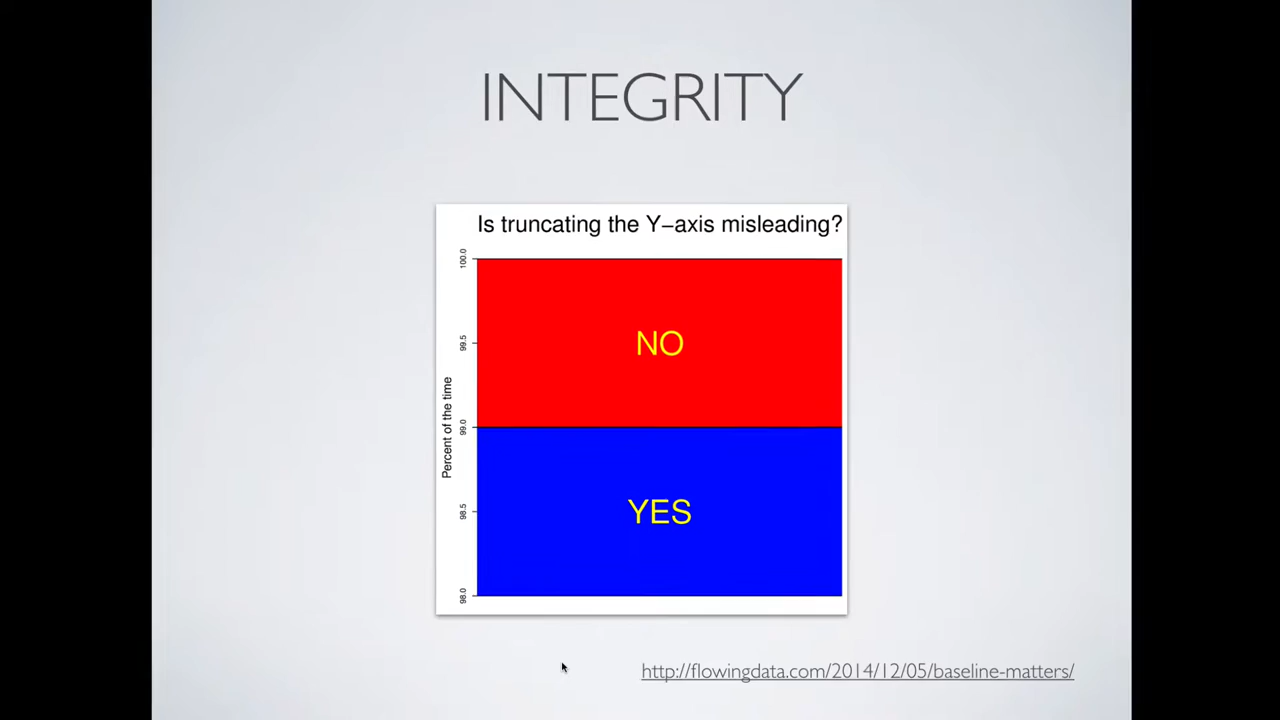 INTEGRITY
Is truncating the Y–axis misleading?
100.0
99.5
99.0
98.5
98.0
Percent of the time
NO
YES
http://flowingdata.com/2014/12/05/baseline-matters/